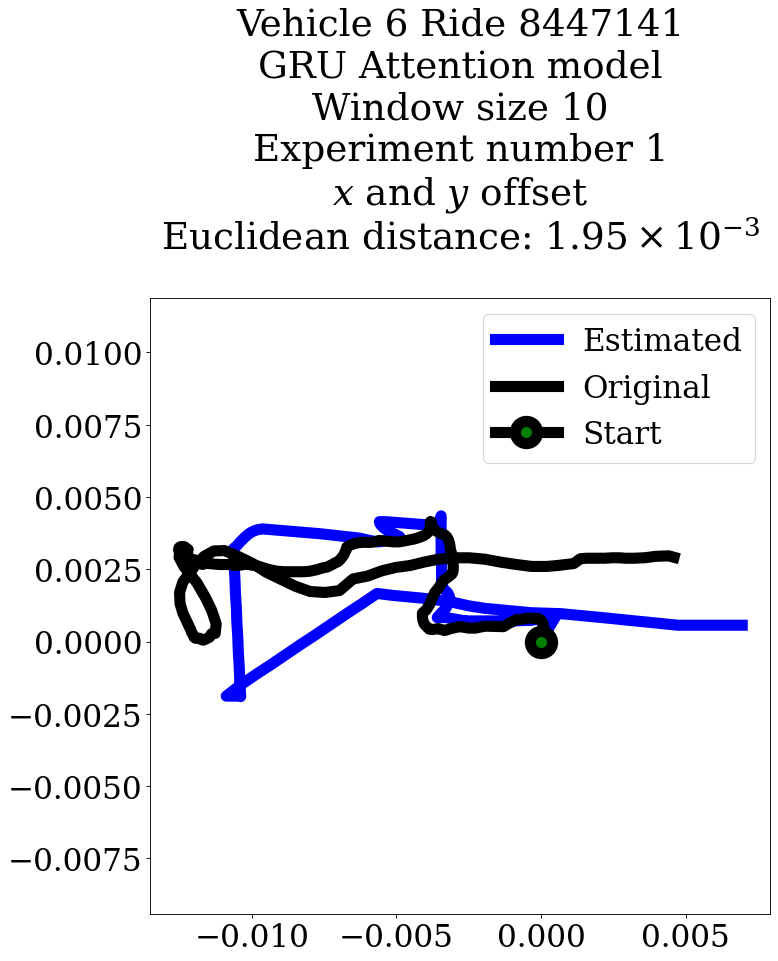 Vehicle 6 Ride 8447141
GRU Attention model
Window size 10
Experiment number 1
x and y offset
Euclidean distance: 1.95 × 10⁻³
Estimated
Original
Start
0.0100
0.0075
0.0050
0.0025
0.0000
−0.0025
−0.0050
−0.0075
−0.010 −0.005 0.000 0.005